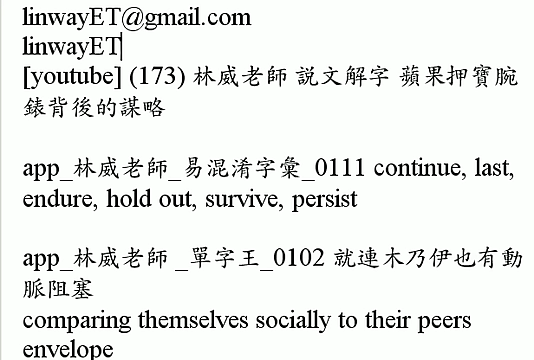 linwayET@gmail.com
linwayET
[youtube] (173) 林威老師 説文解字 蘋果押寶腕
錶背後的謀略
app_林威老師_易混淆字彙_0111 continue, last,
endure, hold out, survive, persist
app_林威老師 _單字王_0102 就連木乃伊也有動
脈阻塞
comparing themselves socially to their peers
envelope